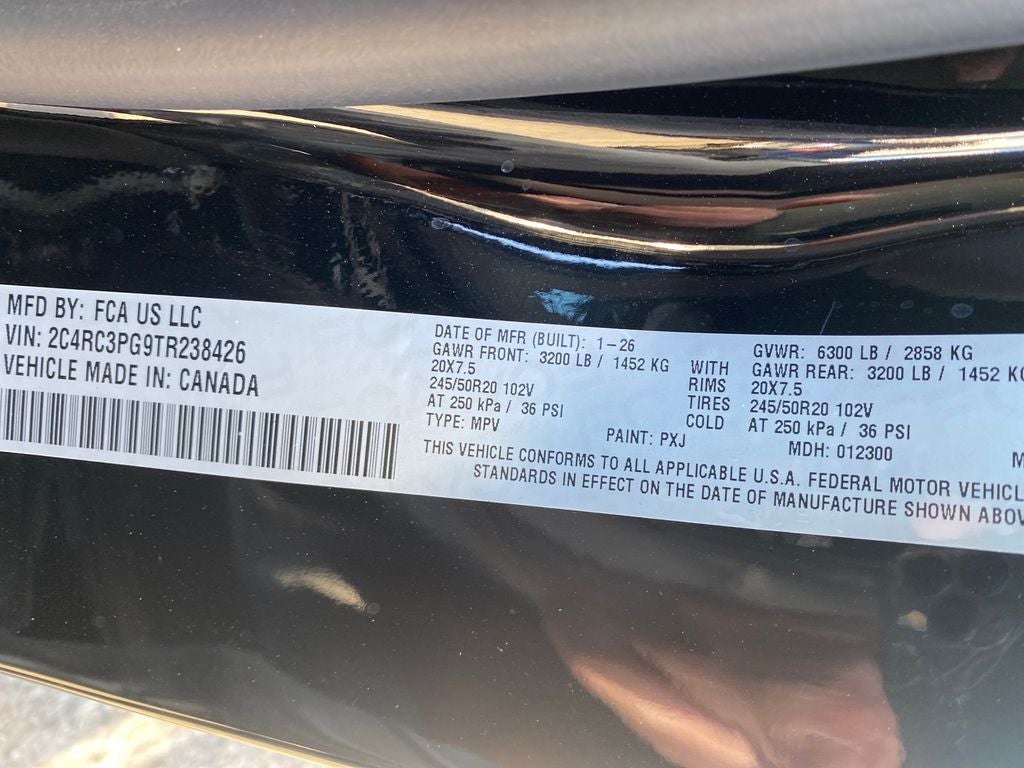 MFD BY: FCA US LLC
VIN: 2C4RC3PG9TR238426
VEHICLE MADE IN: CANADA
DATE OF MFR (BUILT): 1-26
GVWR: 6300 LB / 2858 KG
GAWR FRONT: 3200 LB / 1452 KG WITH GAWR REAR: 3200 LB / 1452 KG
20X7.5 RIMS 20X7.5
245/50R20 102V TIRES 245/50R20 102V
AT 250 kPa / 36 PSI COLD AT 250 kPa / 36 PSI
TYPE: MPV PAINT: PXJ MDH: 012300 M
THIS VEHICLE CONFORMS TO ALL APPLICABLE U.S.A. FEDERAL MOTOR VEHICL
STANDARDS IN EFFECT ON THE DATE OF MANUFACTURE SHOWN ABOV